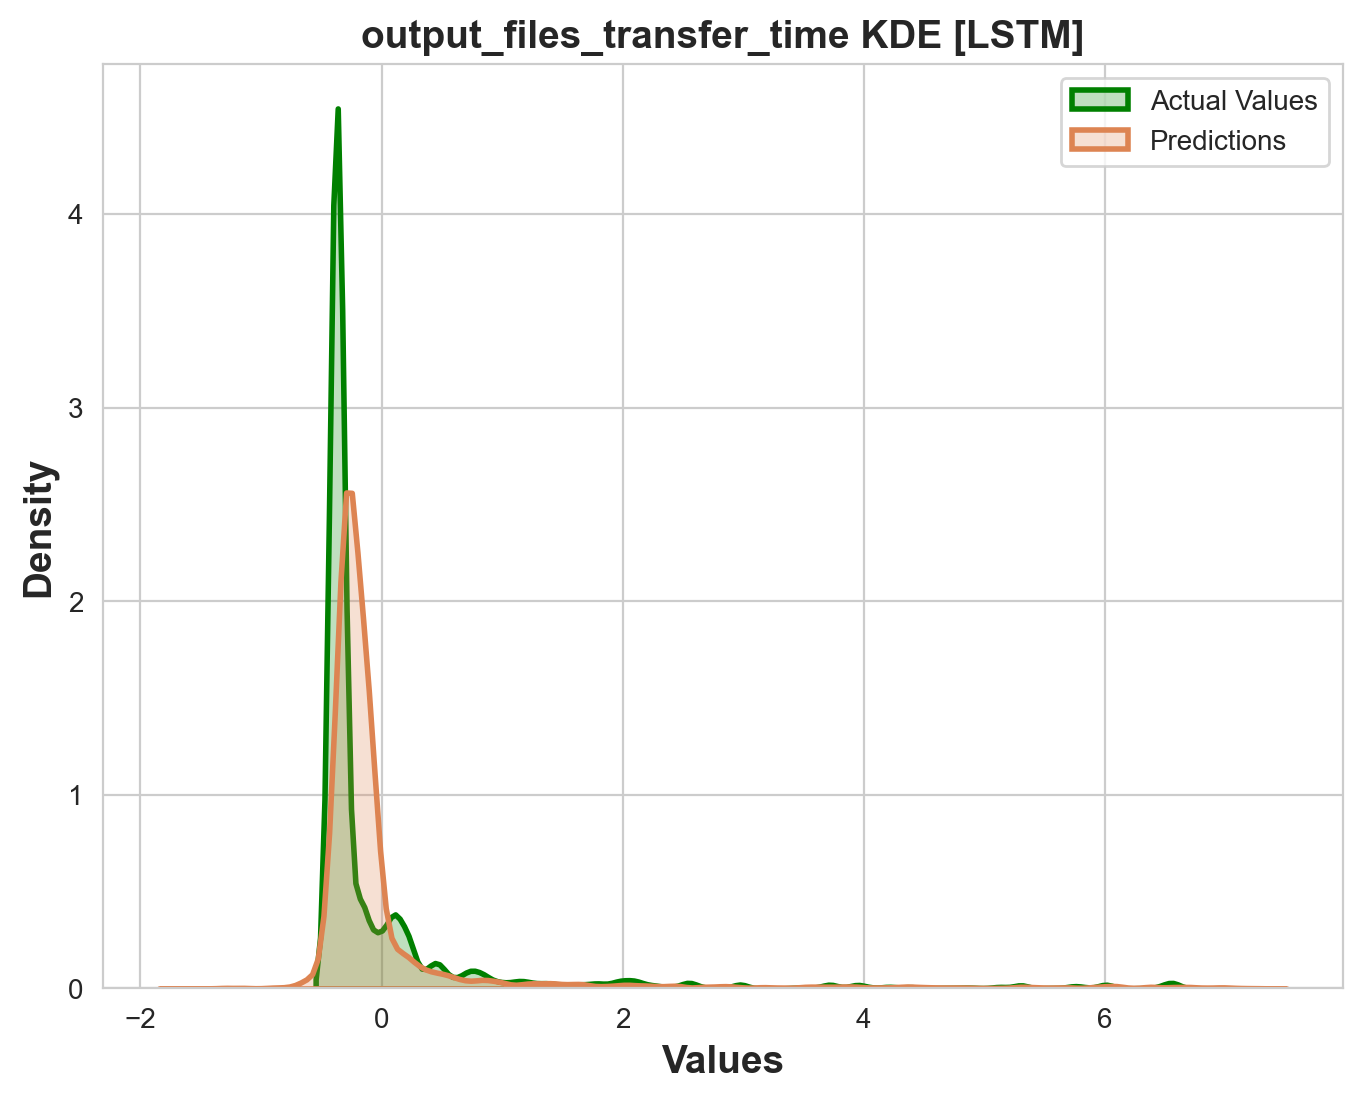 output_files_transfer_time KDE [LSTM]
Actual Values
Predictions
Density
4
3
2
1
0
−2
0
2
4
6
Values